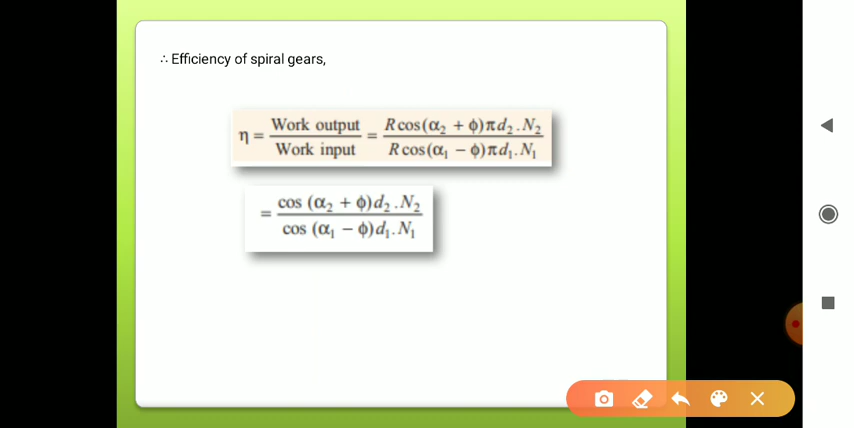 ∴ Efficiency of spiral gears,
η = Work output / Work input = R cos(α₂ + ϕ)π d₂ . N₂ / R cos(α₁ − ϕ)π d₁ . N₁
= cos (α₂ + ϕ) d₂ . N₂ / cos (α₁ − ϕ) d₁ . N₁